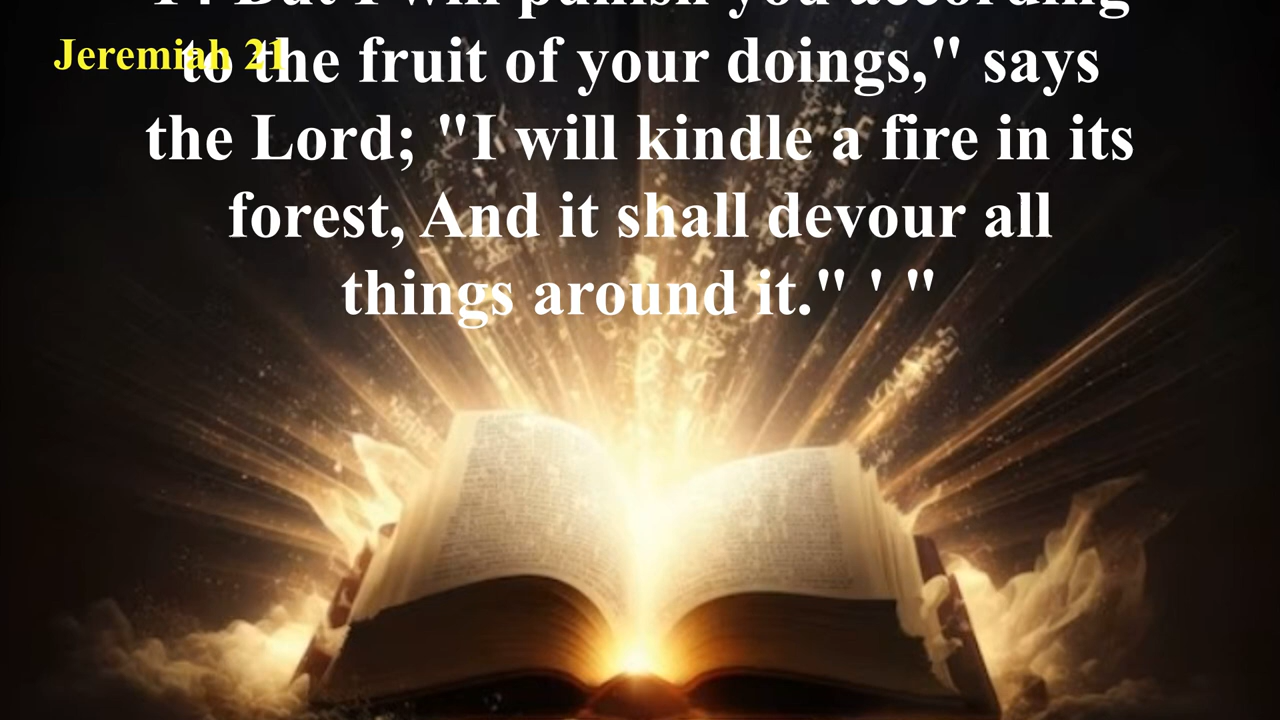 14 But I will punish you according
Jeremiah 21
to the fruit of your doings," says
the Lord; "I will kindle a fire in its
forest, And it shall devour all
things around it." ' "